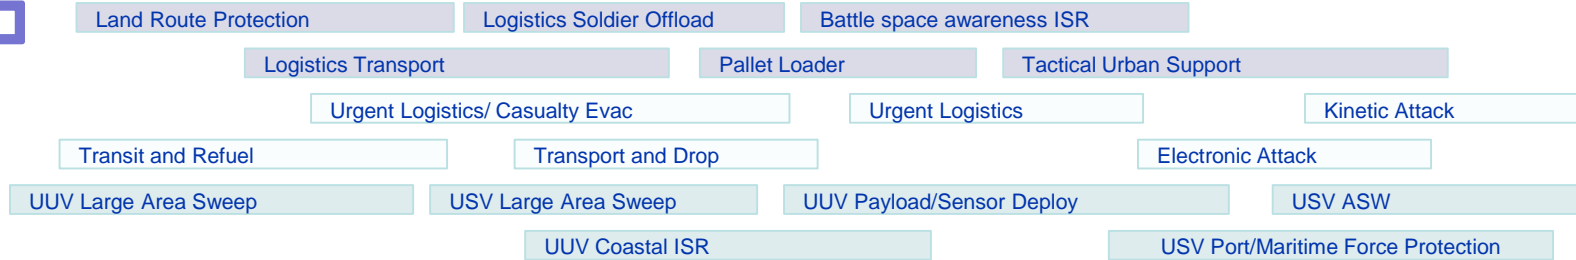 Land Route Protection
Logistics Soldier Offload
Battle space awareness ISR
Logistics Transport
Pallet Loader
Tactical Urban Support
Urgent Logistics/ Casualty Evac
Urgent Logistics
Kinetic Attack
Transit and Refuel
Transport and Drop
Electronic Attack
UUV Large Area Sweep
USV Large Area Sweep
UUV Payload/Sensor Deploy
USV ASW
UUV Coastal ISR
USV Port/Maritime Force Protection